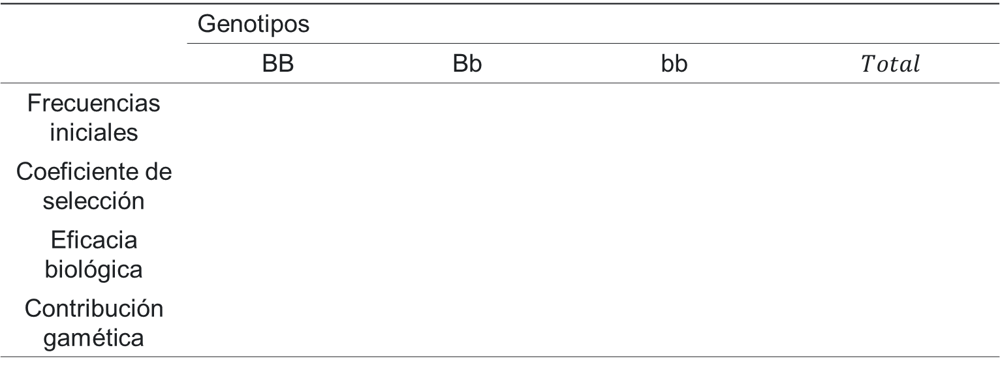 Genotipos
BB Bb bb Total
Frecuencias
iniciales
Coeficiente de
selección
Eficacia
biológica
Contribución
gamética